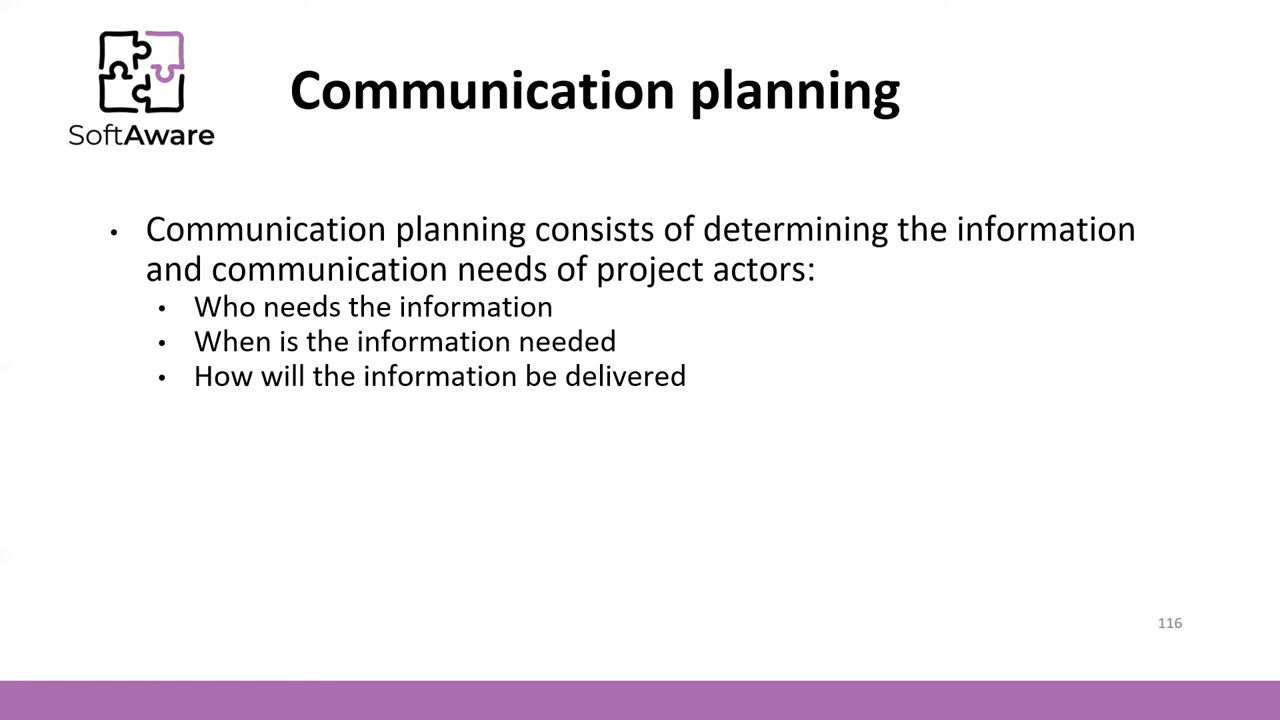 SoftAware
Communication planning
• Communication planning consists of determining the information
and communication needs of project actors:
• Who needs the information
• When is the information needed
• How will the information be delivered
116